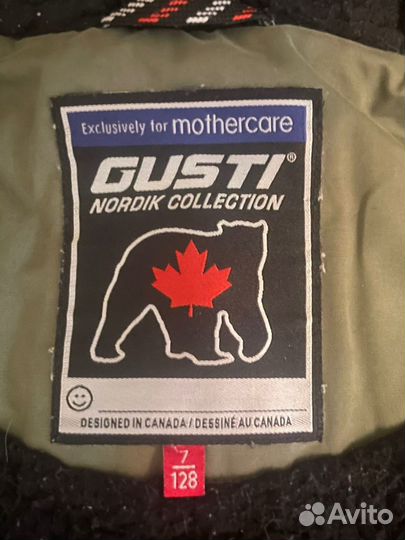 Exclusively for mothercare
GUSTI®
NORDIK COLLECTION
DESIGNED IN CANADA / DESSINÉ AU CANADA
7
128
Avito